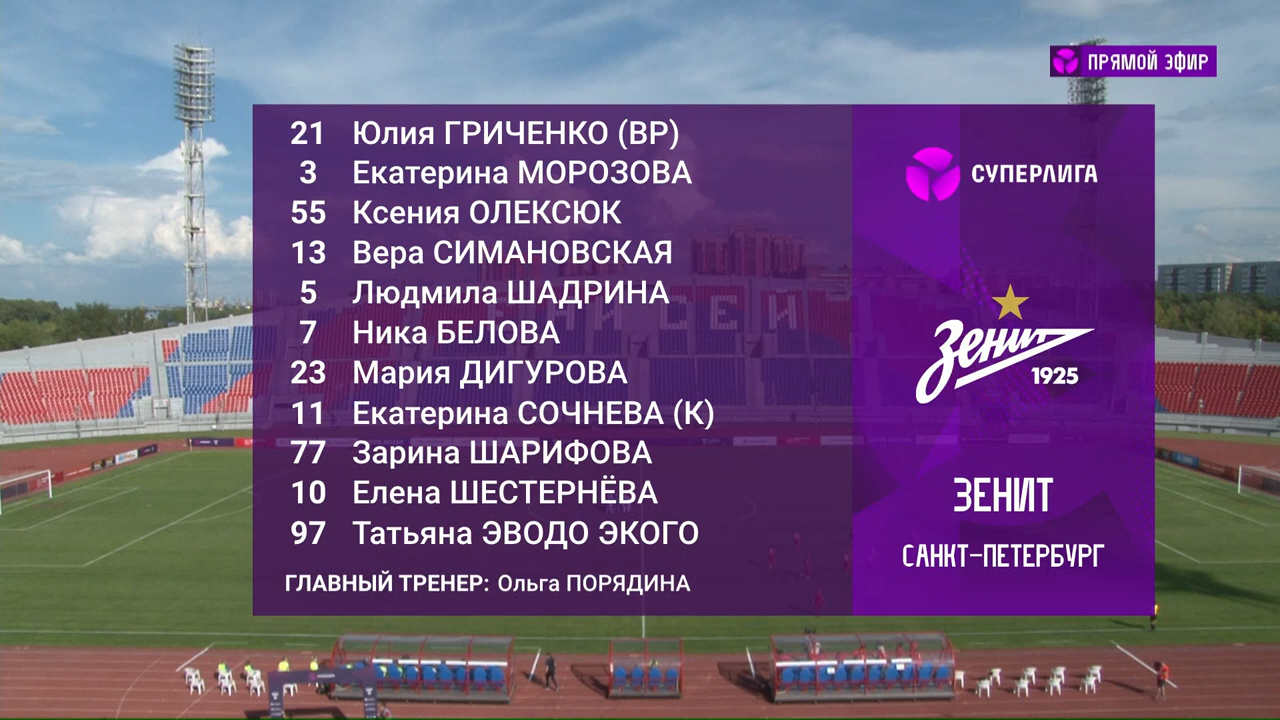 ПРЯМОЙ ЭФИР
21 Юлия ГРИЧЕНКО (ВР)
3 Екатерина МОРОЗОВА
55 Ксения ОЛЕКСЮК
13 Вера СИМАНОВСКАЯ
5 Людмила ШАДРИНА
7 Ника БЕЛОВА
23 Мария ДИГУРОВА
11 Екатерина СОЧНЕВА (К)
77 Зарина ШАРИФОВА
10 Елена ШЕСТЕРНЁВА
97 Татьяна ЭВОДО ЭКОГО
ГЛАВНЫЙ ТРЕНЕР: Ольга ПОРЯДИНА
СУПЕРЛИГА
Зенит
1925
ЗЕНИТ
САНКТ-ПЕТЕРБУРГ
ЕНИСЕЙ